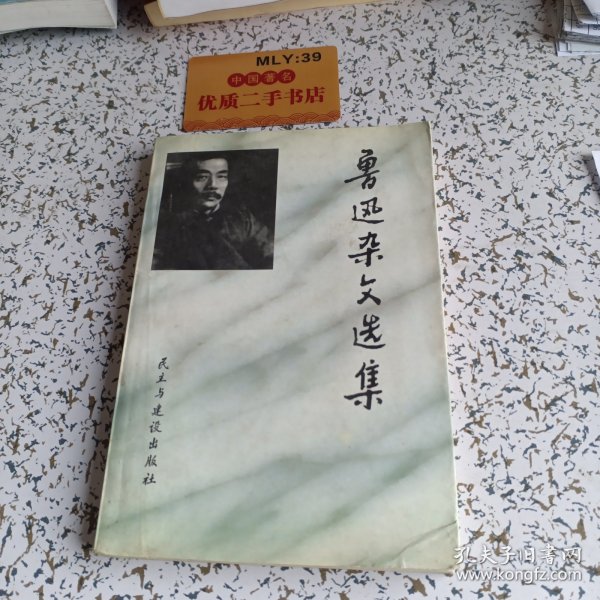 MLY:39
中国著名
优质二手书店
鲁迅杂文选集
民主与建设出版社
孔夫子旧书网
www.kongfz.com